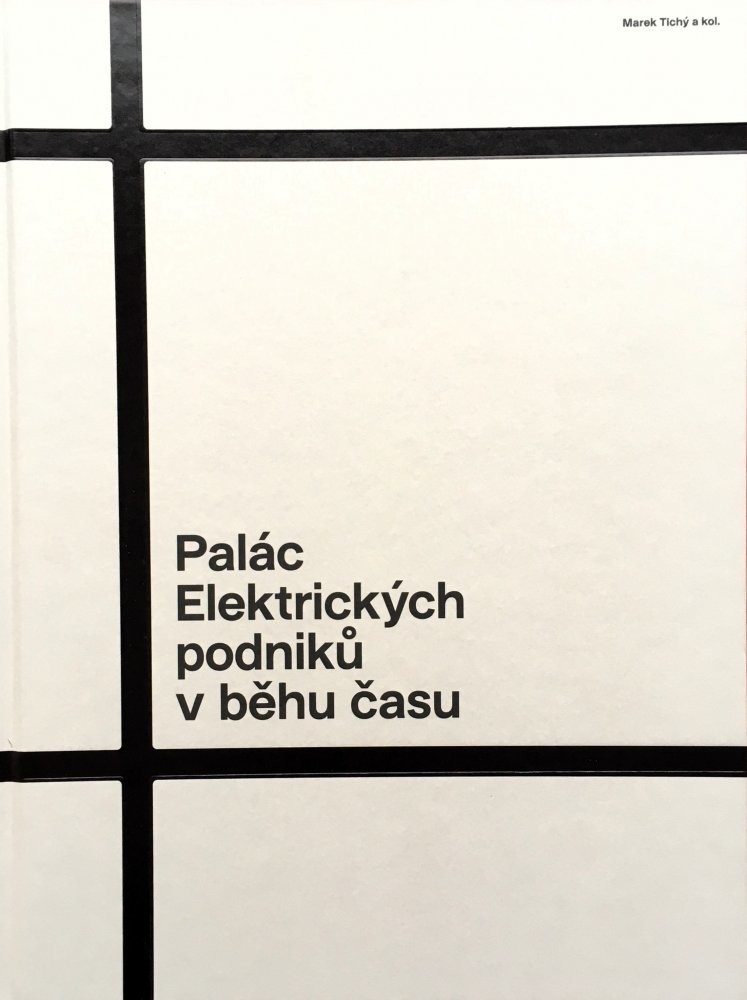 Marek Tichý a kol.
Palác
Elektrických
podniků
v běhu času